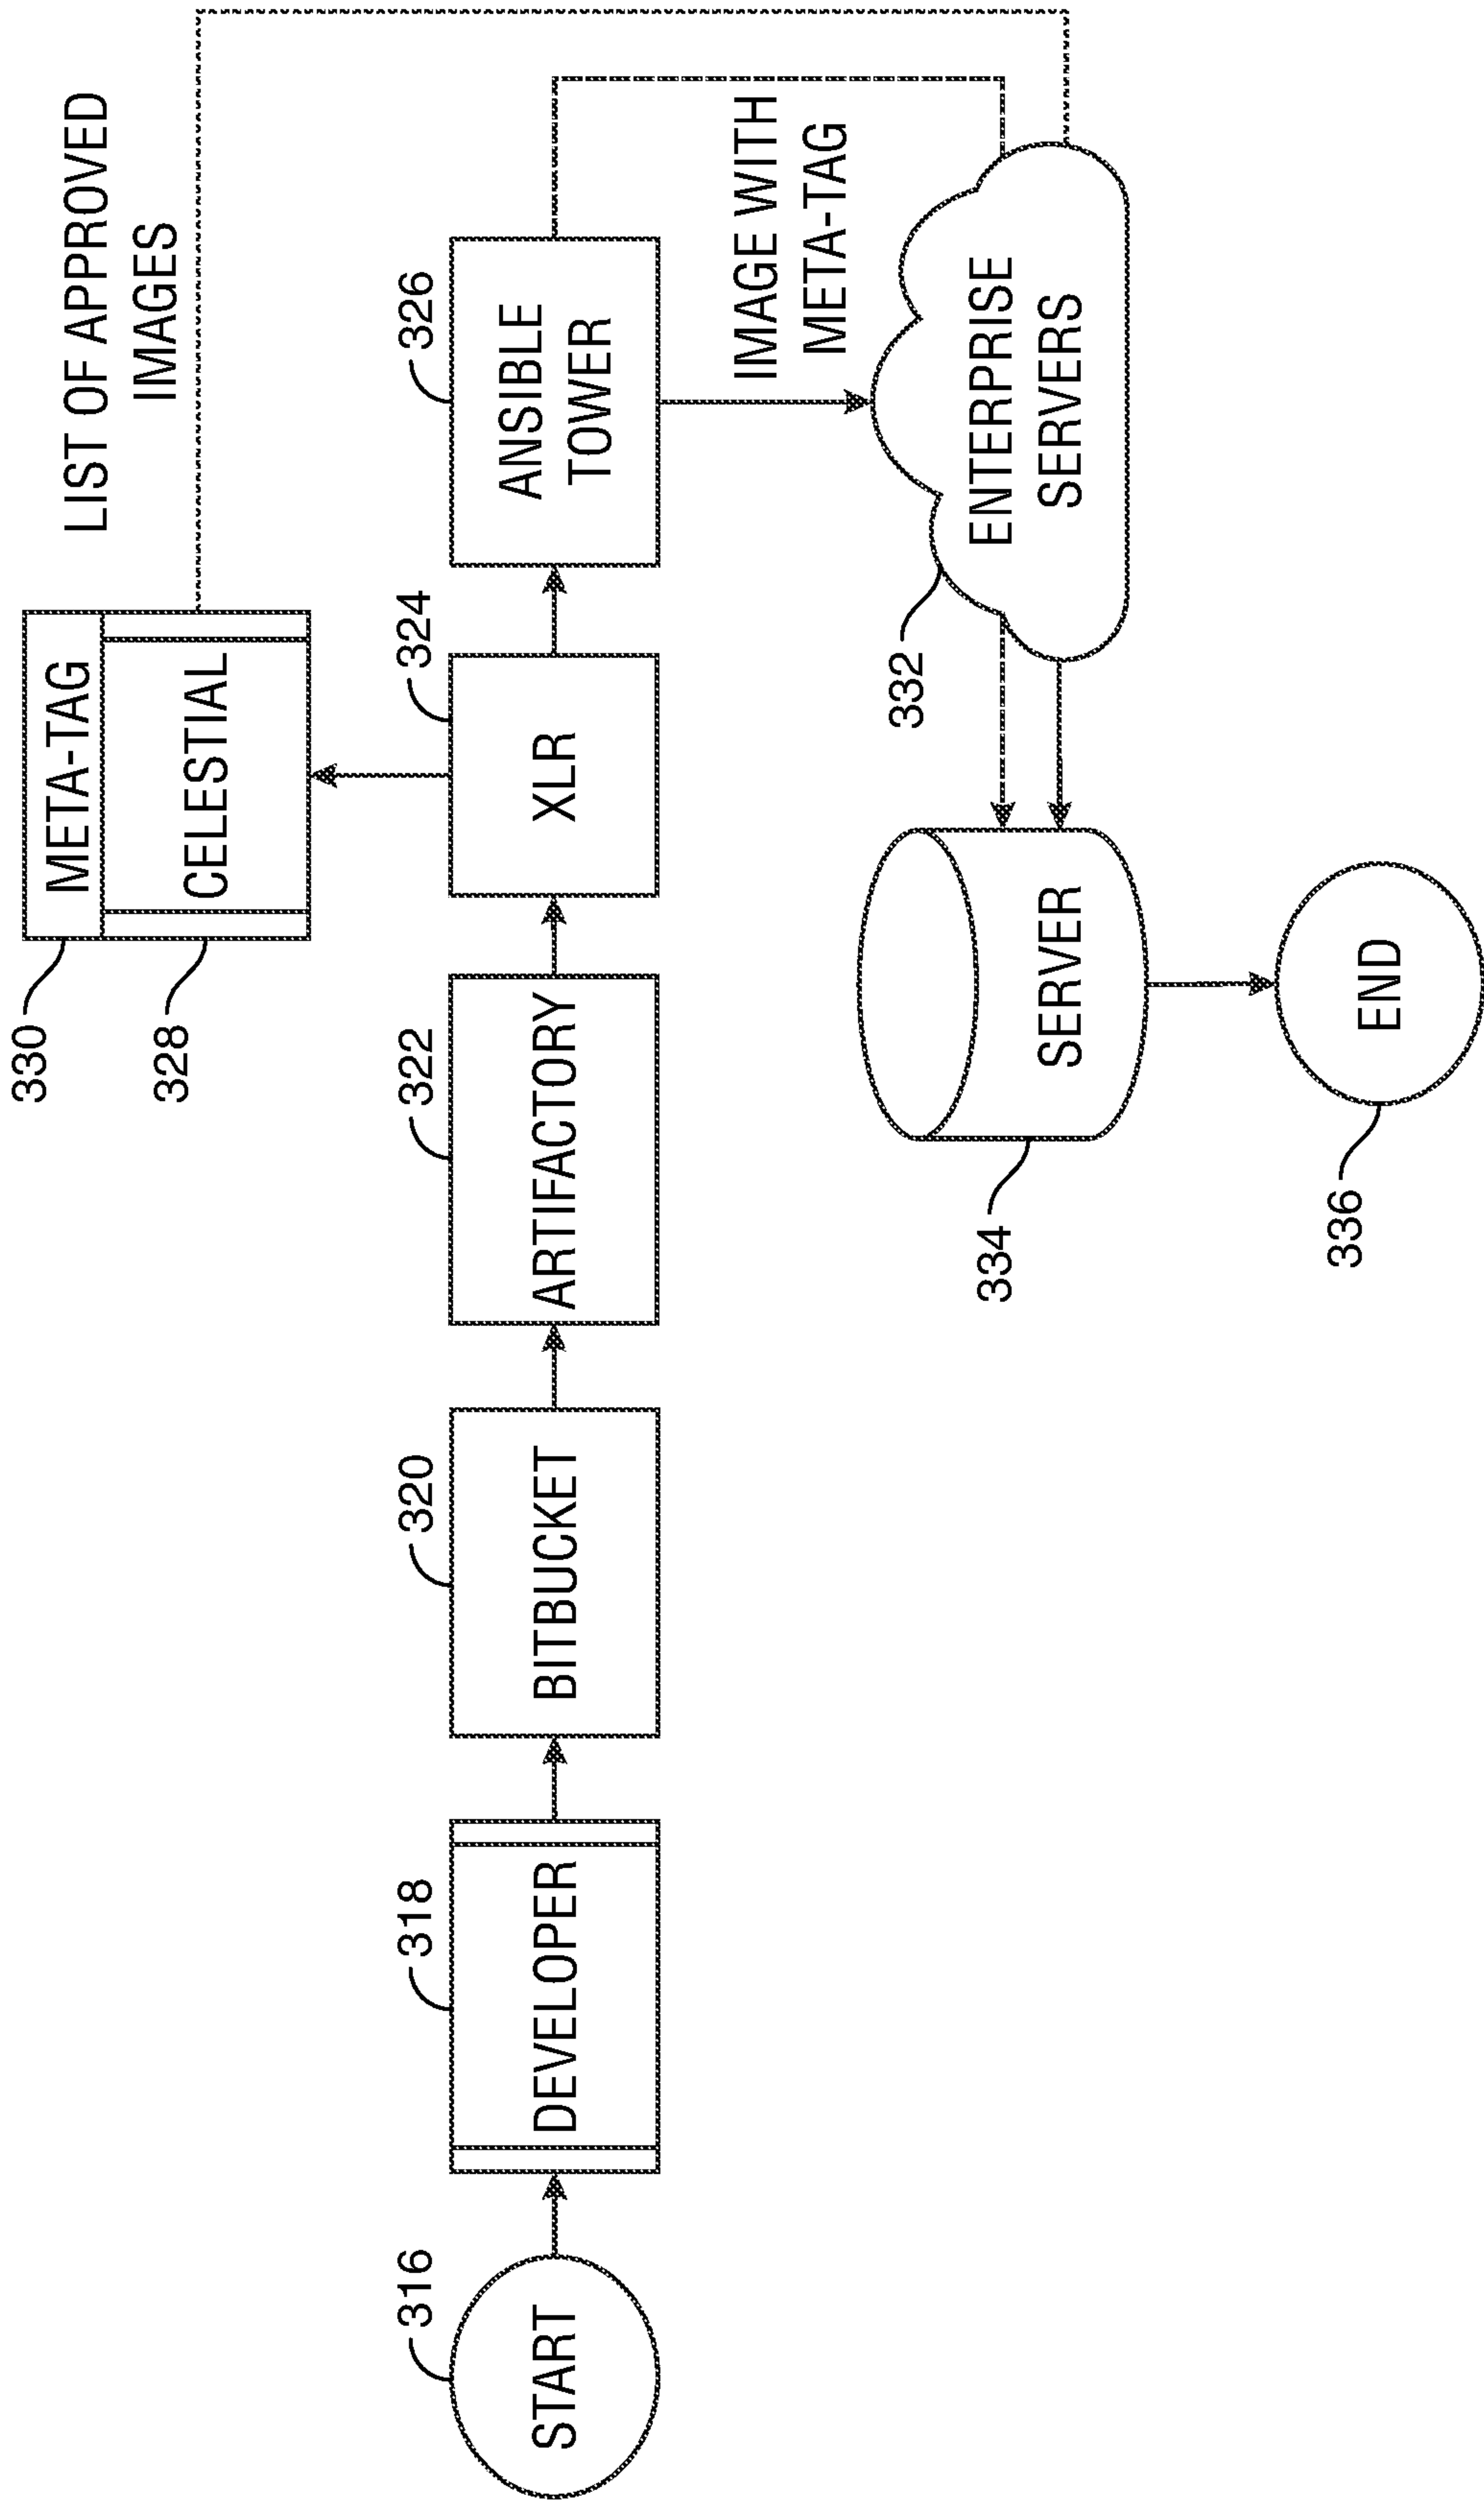 330
META-TAG
LIST OF APPROVED
IMAGES
328
CELESTIAL
316
318
320
322
324
326
START
DEVELOPER
BITBUCKET
ARTIFACTORY
XLR
ANSIBLE
TOWER
IMAGE WITH
META-TAG
332
ENTERPRISE
SERVERS
334
SERVER
336
END